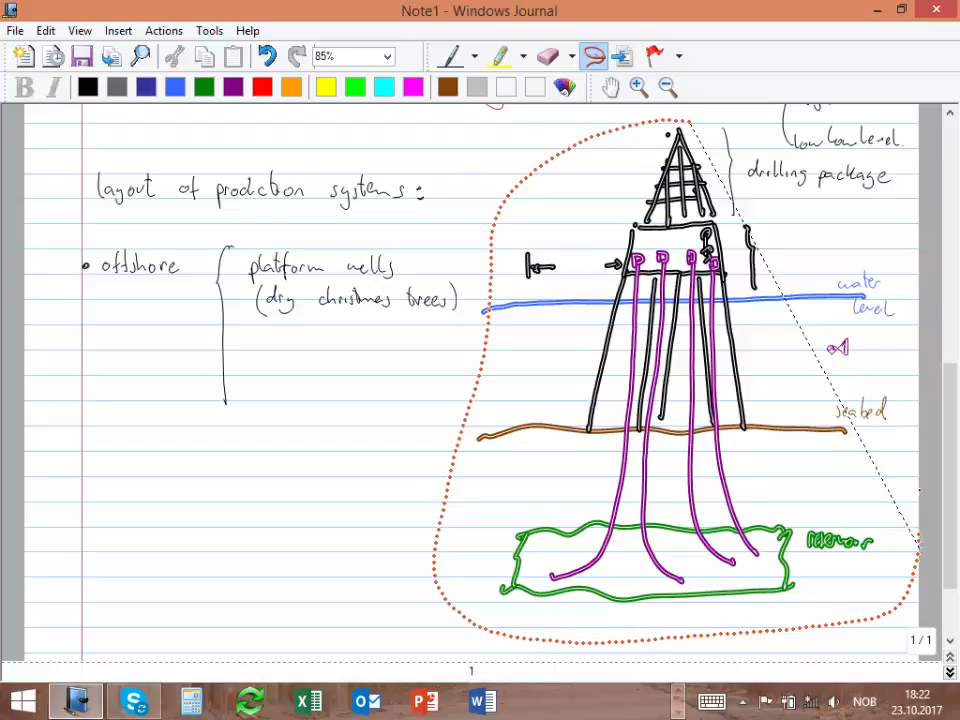 Note1 - Windows Journal
File Edit View Insert Actions Tools Help
85%
B I
low low level.
drilling package
layout of production systems :
• offshore
platform wells
(dry christmas trees)
water
level
seabed
reservoir
1 / 1
1
NOB
18:22
23.10.2017